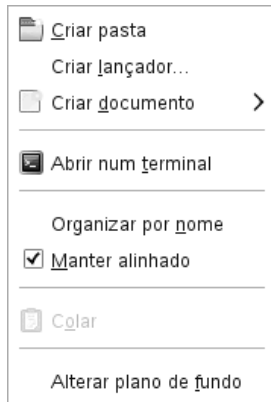 Criar pasta
Criar lançador...
Criar documento
Abrir num terminal
Organizar por nome
Manter alinhado
Colar
Alterar plano de fundo